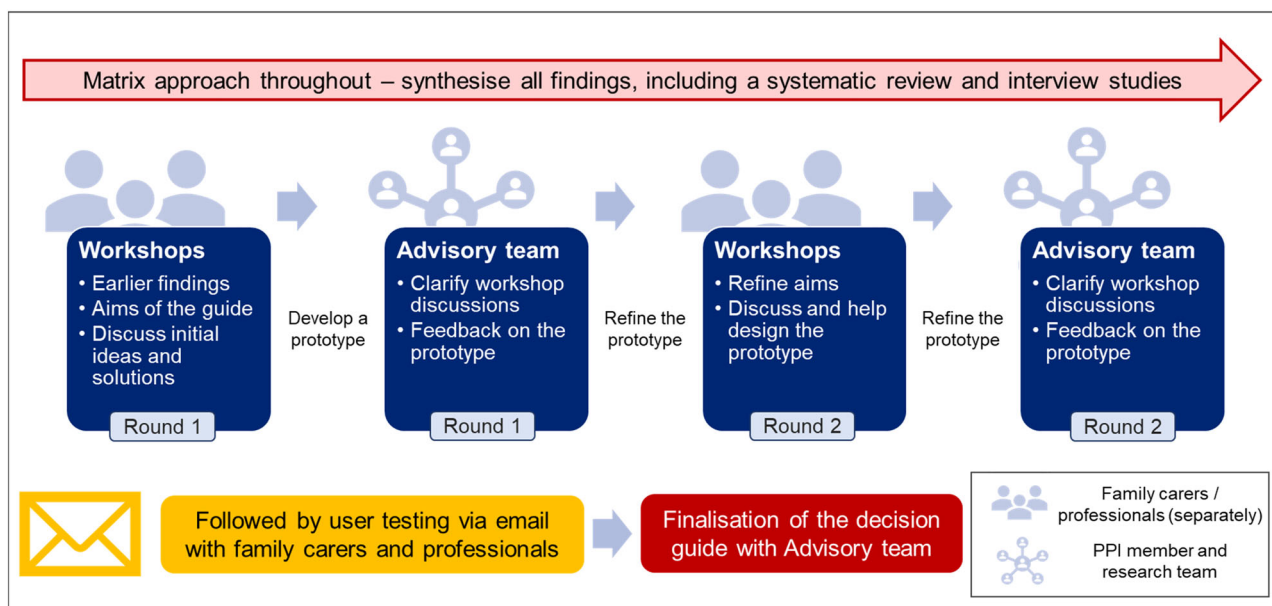 Matrix approach throughout – synthesise all findings, including a systematic review and interview studies
Workshops
• Earlier findings
• Aims of the guide
• Discuss initial
ideas and
solutions
Round 1
Develop a
prototype
Advisory team
• Clarify workshop
discussions
• Feedback on the
prototype
Round 1
Refine the
prototype
Workshops
• Refine aims
• Discuss and help
design the
prototype
Round 2
Refine the
prototype
Advisory team
• Clarify workshop
discussions
• Feedback on the
prototype
Round 2
Followed by user testing via email
with family carers and professionals
Finalisation of the decision
guide with Advisory team
Family carers /
professionals (separately)
PPI member and
research team